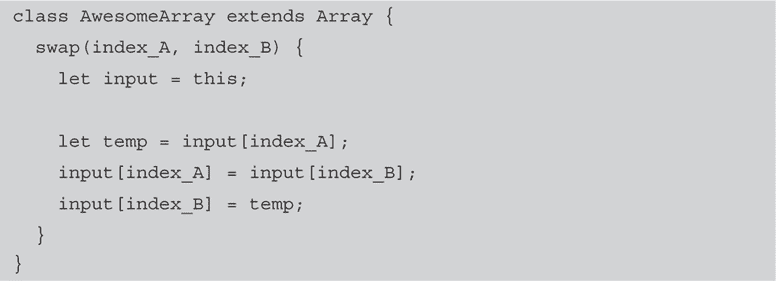 class AwesomeArray extends Array {
  swap(index_A, index_B) {
    let input = this;

    let temp = input[index_A];
    input[index_A] = input[index_B];
    input[index_B] = temp;
  }
}